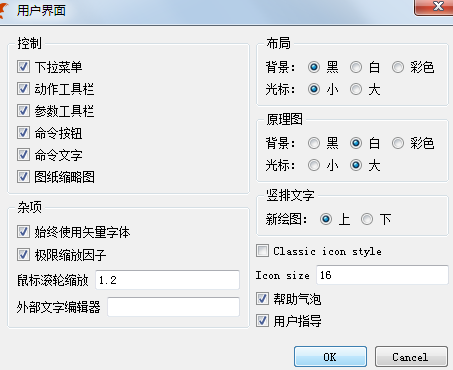 用户界面
控制
下拉菜单
动作工具栏
参数工具栏
命令按钮
命令文字
图纸缩略图
杂项
始终使用矢量字体
极限缩放因子
鼠标滚轮缩放 1.2
外部文字编辑器
布局
背景: 黑 白 彩色
光标: 小 大
原理图
背景: 黑 白 彩色
光标: 小 大
竖排文字
新绘图: 上 下
Classic icon style
Icon size 16
帮助气泡
用户指导
OK Cancel